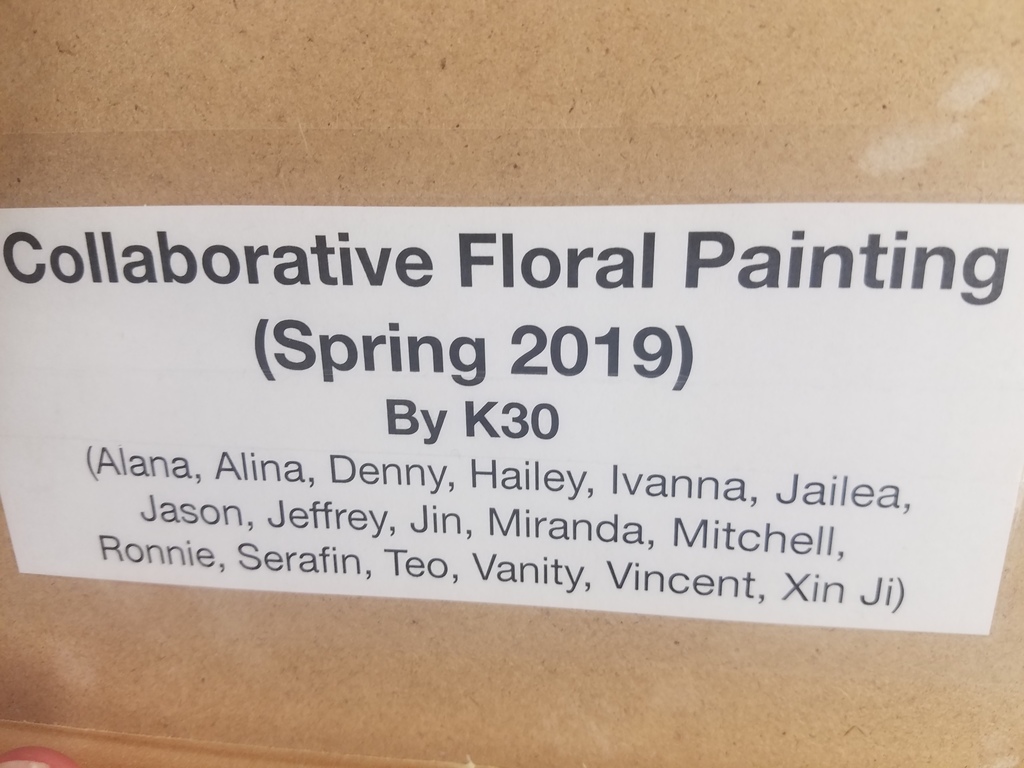 Collaborative Floral Painting
(Spring 2019)
By K30
(Alana, Alina, Denny, Hailey, Ivanna, Jailea,
Jason, Jeffrey, Jin, Miranda, Mitchell,
Ronnie, Serafin, Teo, Vanity, Vincent, Xin Ji)